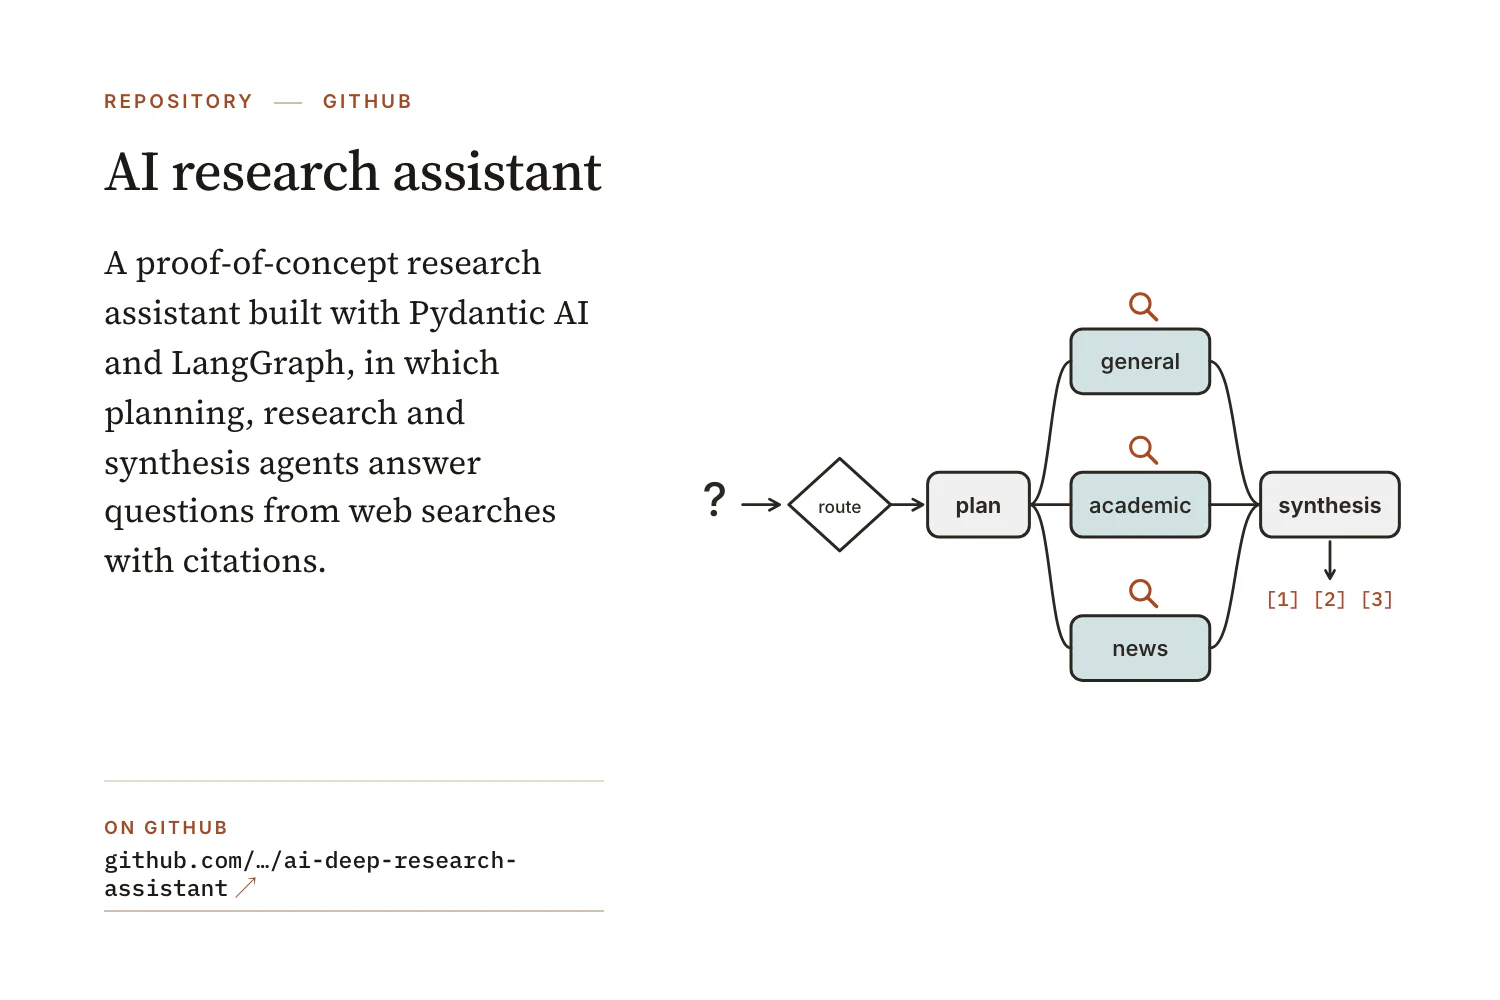 REPOSITORY — GITHUB
AI research assistant
A proof-of-concept research
assistant built with Pydantic AI
and LangGraph, in which
planning, research and
synthesis agents answer
questions from web searches
with citations.
ON GITHUB
github.com/…/ai-deep-research-
assistant ↗
?
route
plan
general
academic
news
synthesis
[1] [2] [3]